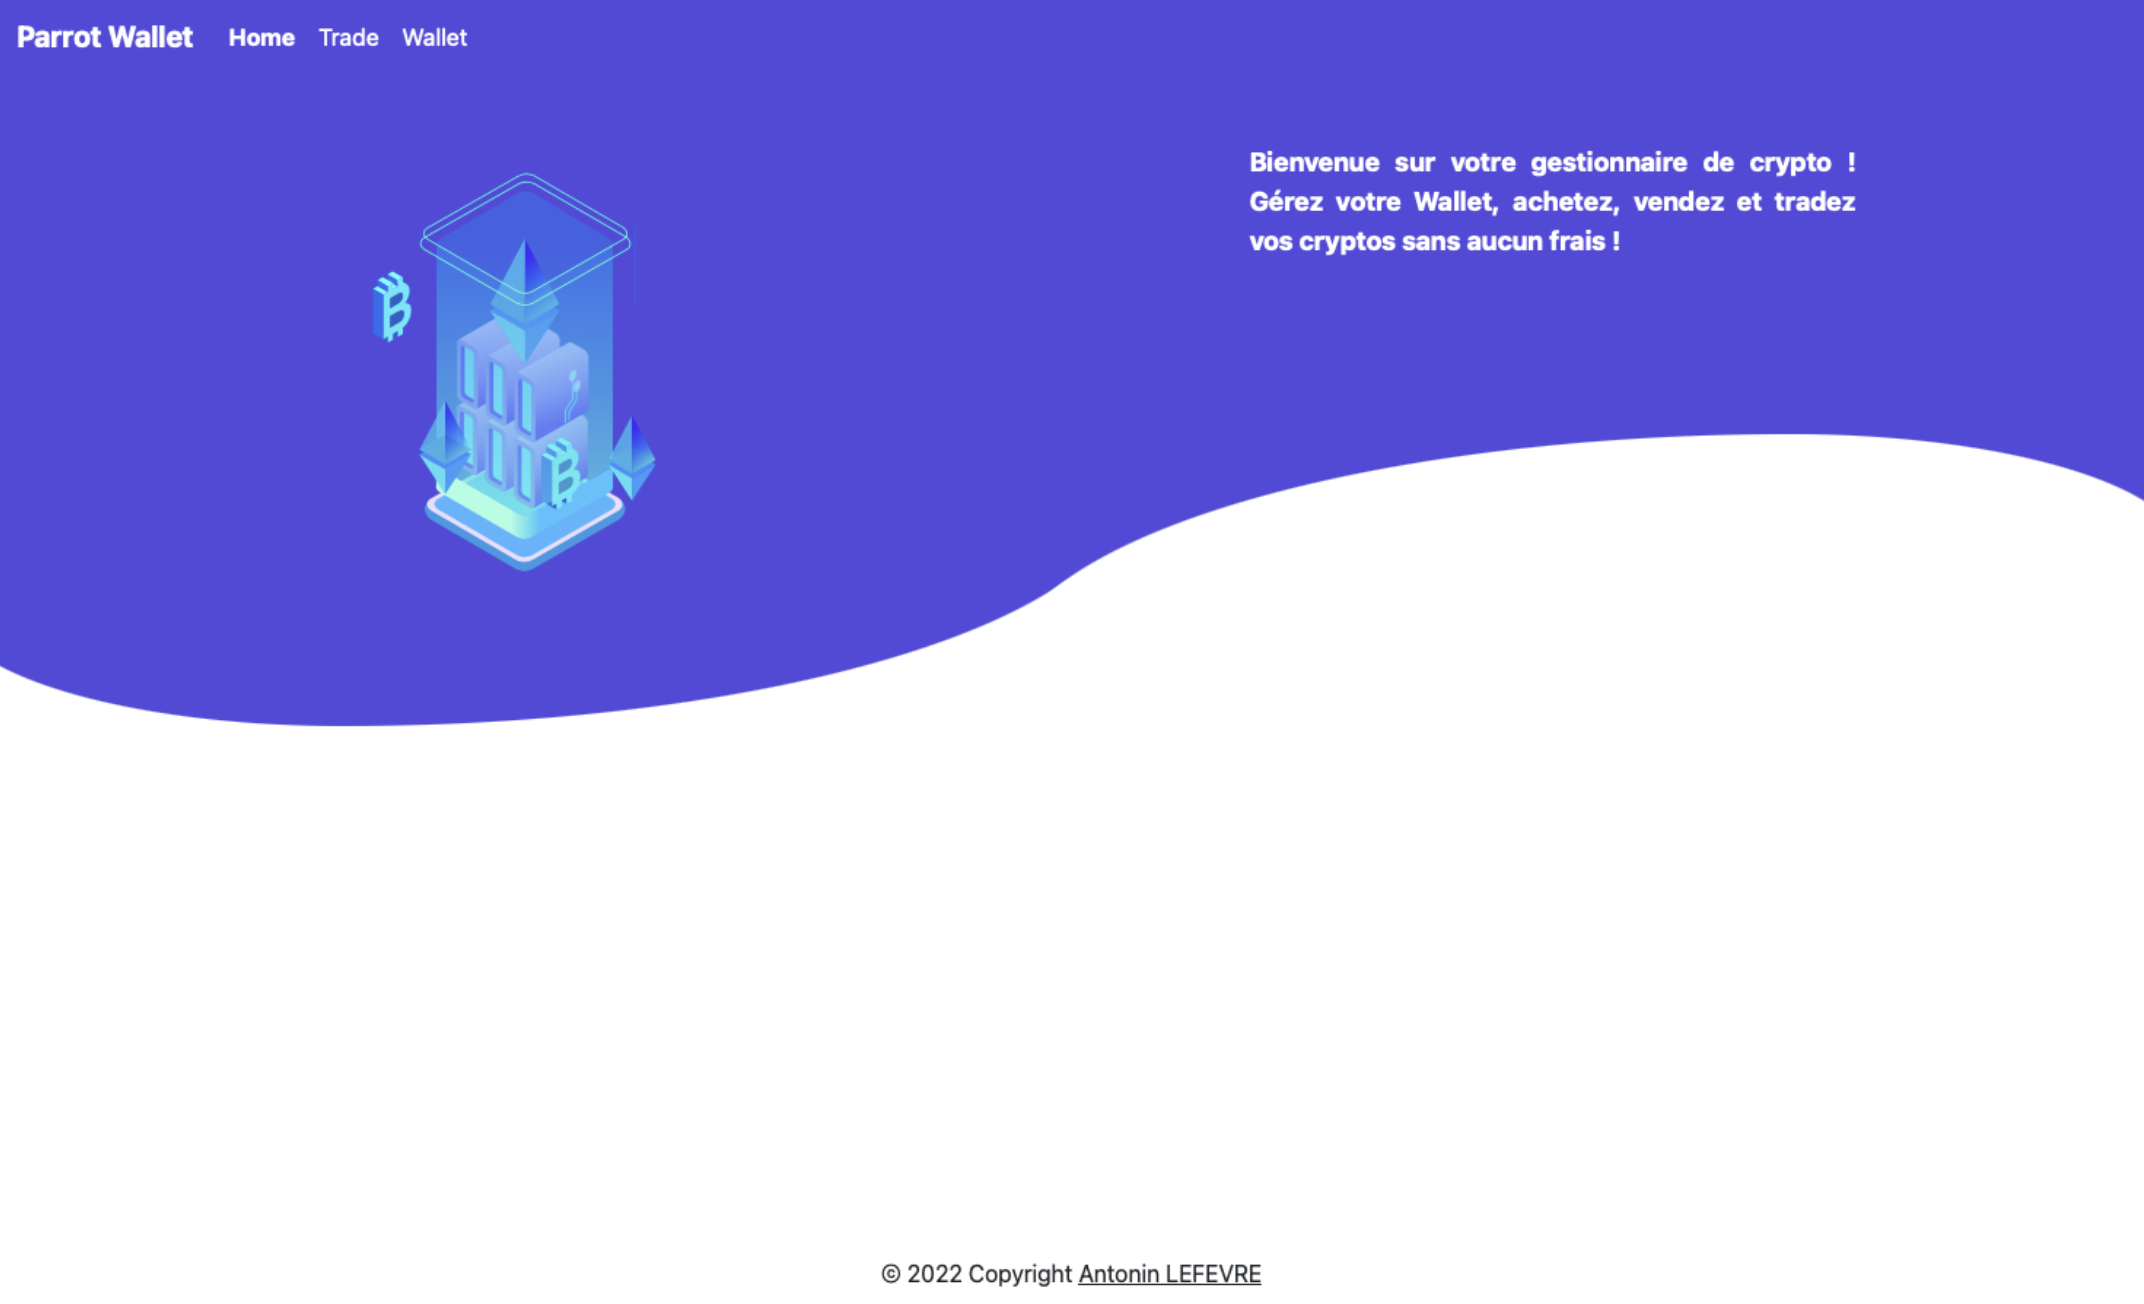 Parrot Wallet Home Trade Wallet
Bienvenue sur votre gestionnaire de crypto !
Gérez votre Wallet, achetez, vendez et tradez
vos cryptos sans aucun frais !
© 2022 Copyright Antonin LEFEVRE